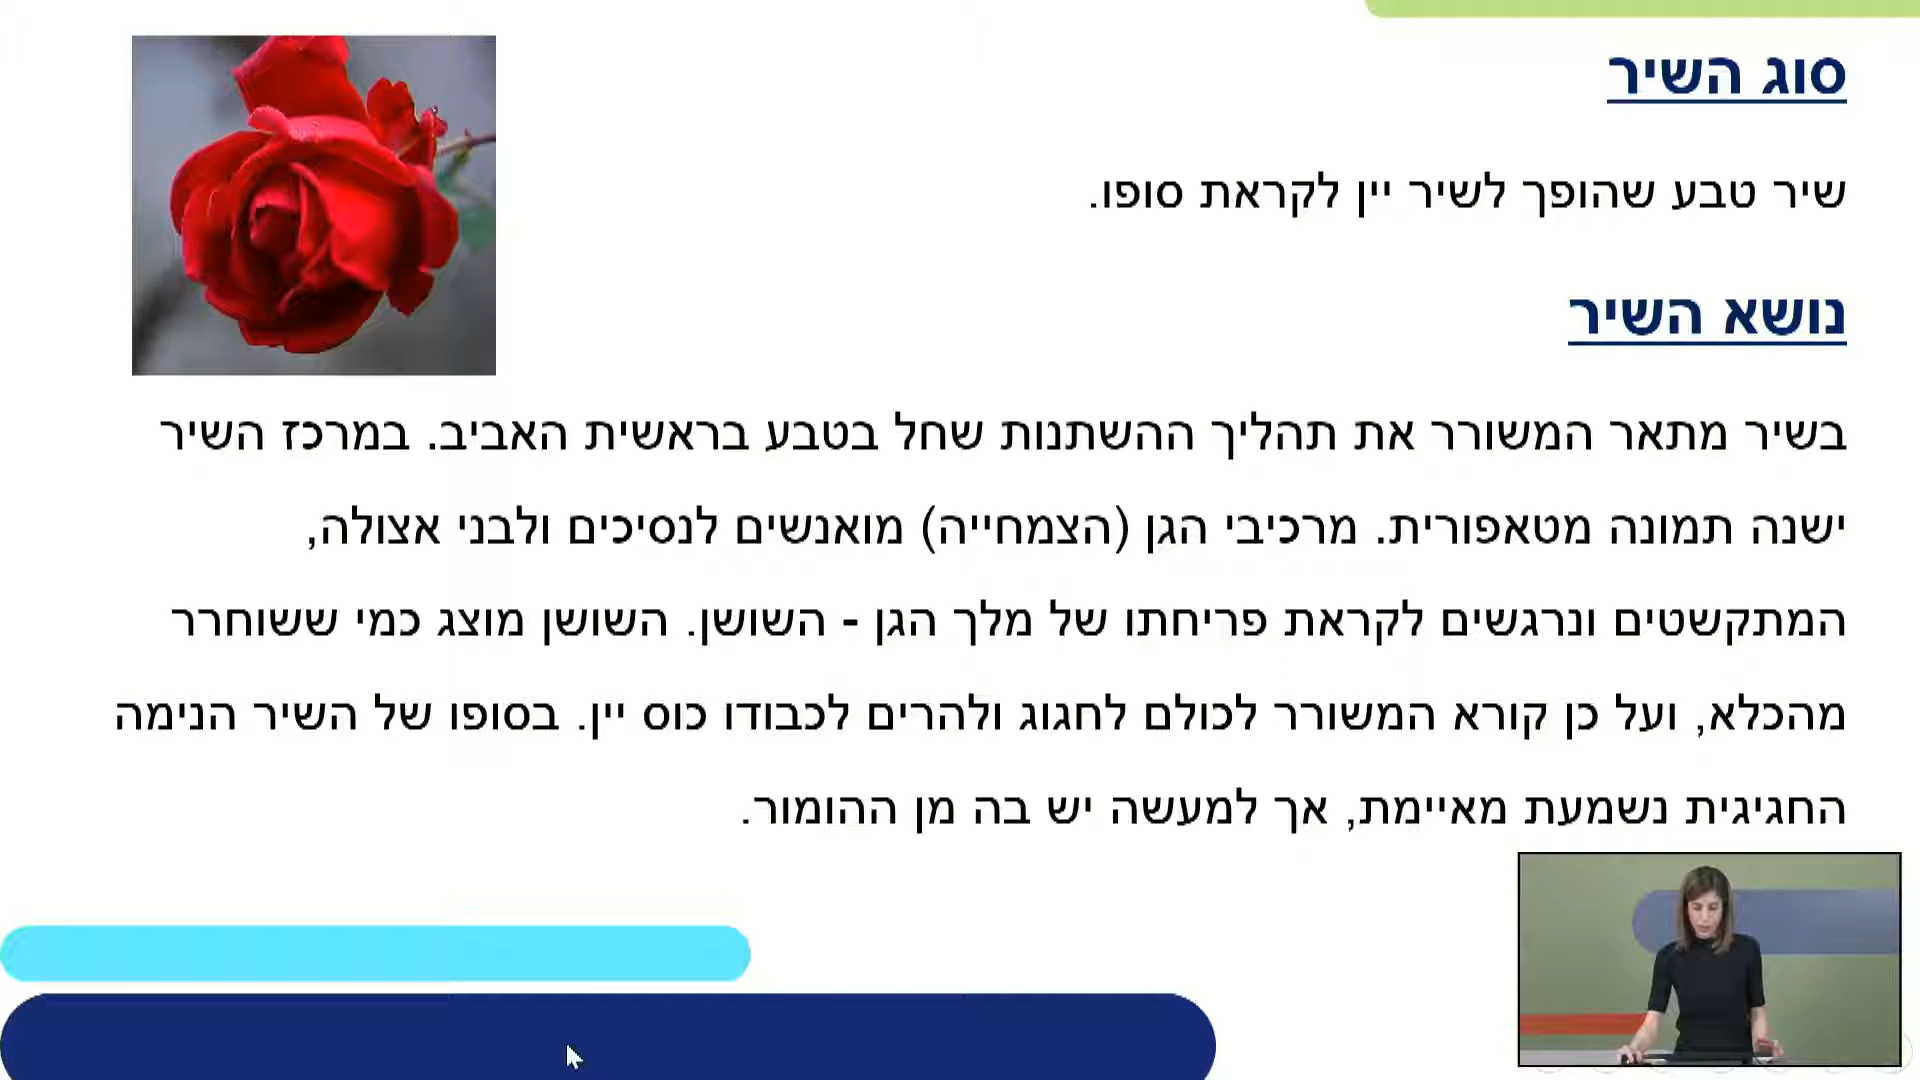 סוג השיר
שיר טבע שהופך לשיר יין לקראת סופו.
נושא השיר
בשיר מתאר המשורר את תהליך ההשתנות שחל בטבע בראשית האביב. במרכז השיר
ישנה תמונה מטאפורית. מרכיבי הגן (הצמחייה) מואנשים לנסיכים ולבני אצולה,
המתקשטים ונרגשים לקראת פריחתו של מלך הגן - השושן. השושן מוצג כמי ששוחרר
מהכלא, ועל כן קורא המשורר לכולם לחגוג ולהרים לכבודו כוס יין. בסופו של השיר הנימה
החגיגית נשמעת מאיימת, אך למעשה יש בה מן ההומור.